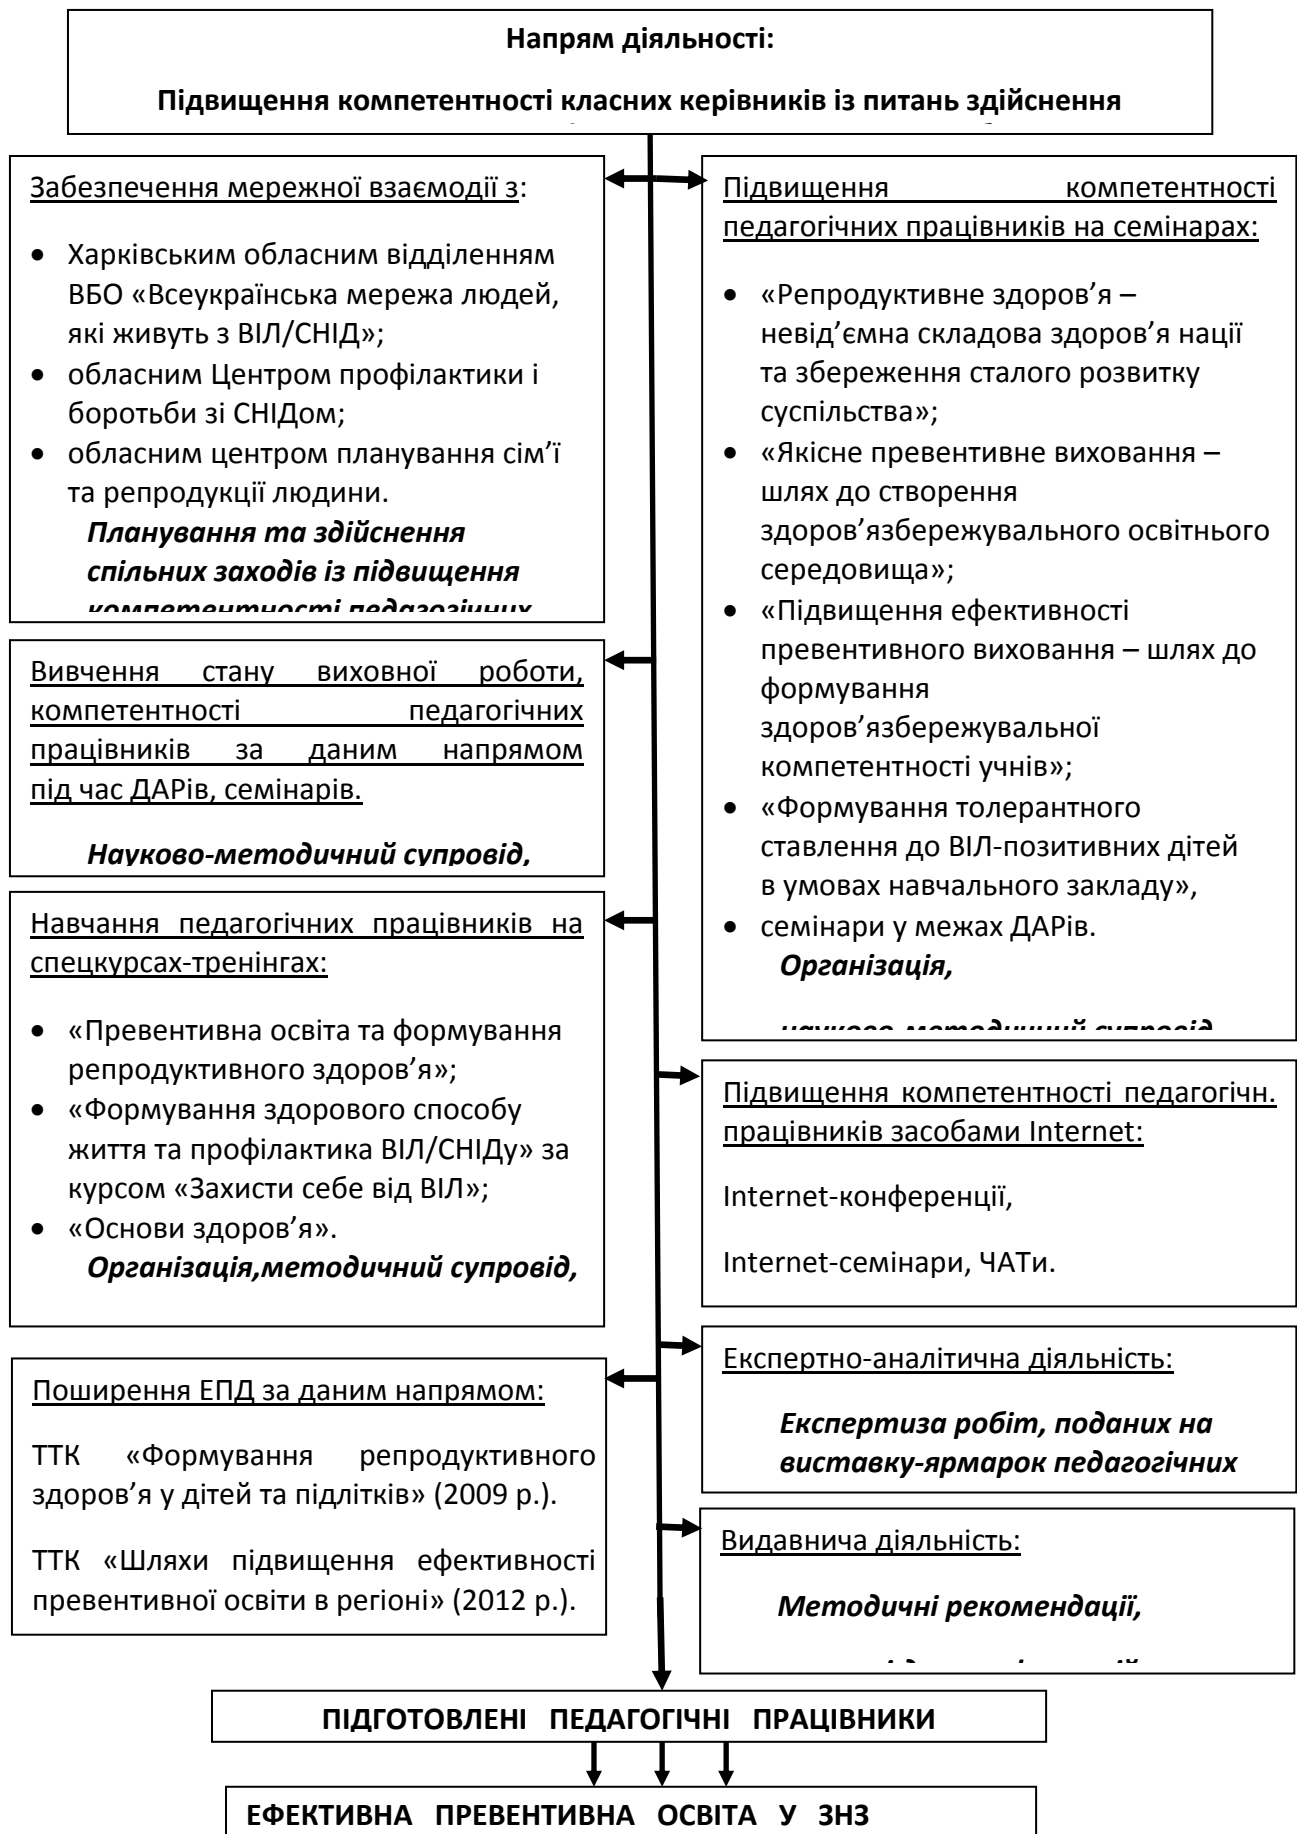 Напрям діяльності:
Підвищення компетентності класних керівників із питань здійснення
Забезпечення мережної взаємодії з:
• Харківським обласним відділенням
ВБО «Всеукраїнська мережа людей,
які живуть з ВІЛ/СНІД»;
• обласним Центром профілактики і
боротьби зі СНІДом;
• обласним центром планування сім’ї
та репродукції людини.
Планування та здійснення
спільних заходів із підвищення
компетентності педагогічних
Вивчення стану виховної роботи,
компетентності педагогічних
працівників за даним напрямом
під час ДАРів, семінарів.
Науково-методичний супровід,
Навчання педагогічних працівників на
спецкурсах-тренінгах:
• «Превентивна освіта та формування
репродуктивного здоров’я»;
• «Формування здорового способу
життя та профілактика ВІЛ/СНІДу» за
курсом «Захисти себе від ВІЛ»;
• «Основи здоров’я».
Організація,методичний супровід,
Поширення ЕПД за даним напрямом:
ТТК «Формування репродуктивного
здоров’я у дітей та підлітків» (2009 р.).
ТТК «Шляхи підвищення ефективності
превентивної освіти в регіоні» (2012 р.).
Підвищення компетентності
педагогічних працівників на семінарах:
• «Репродуктивне здоров’я –
невід’ємна складова здоров’я нації
та збереження сталого розвитку
суспільства»;
• «Якісне превентивне виховання –
шлях до створення
здоров’язбережувального освітнього
середовища»;
• «Підвищення ефективності
превентивного виховання – шлях до
формування
здоров’язбережувальної
компетентності учнів»;
• «Формування толерантного
ставлення до ВІЛ-позитивних дітей
в умовах навчального закладу»,
• семінари у межах ДАРів.
Організація,
науково-методичний супровід
Підвищення компетентності педагогічн.
працівників засобами Internet:
Internet-конференції,
Internet-семінари, ЧАТи.
Експертно-аналітична діяльність:
Експертиза робіт, поданих на
виставку-ярмарок педагогічних
Видавнича діяльність:
Методичні рекомендації,
ПІДГОТОВЛЕНІ ПЕДАГОГІЧНІ ПРАЦІВНИКИ
ЕФЕКТИВНА ПРЕВЕНТИВНА ОСВІТА У ЗНЗ